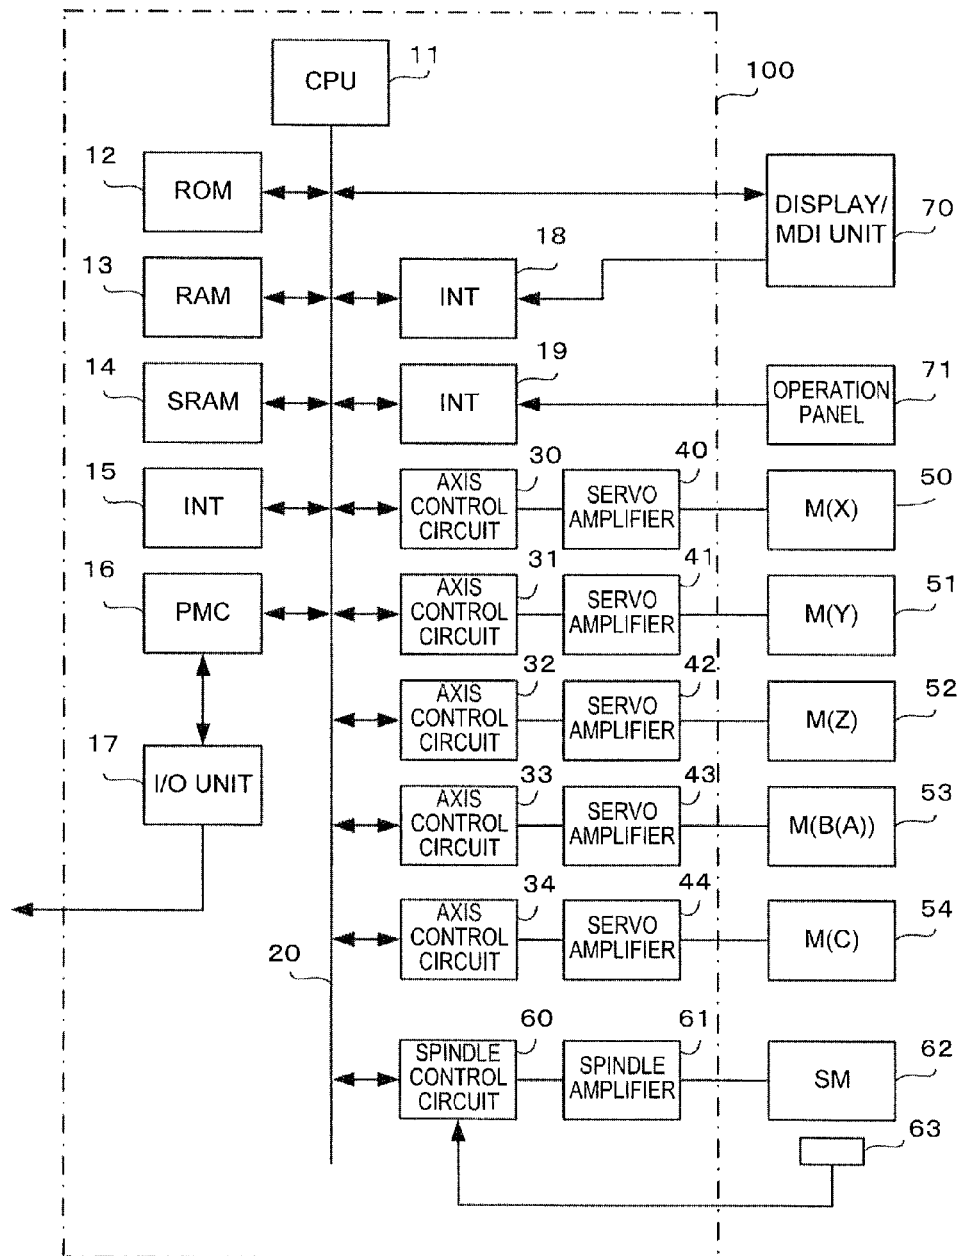 11
CPU
100
12
ROM
DISPLAY/
MDI UNIT
70
18
13
RAM
INT
19
14
SRAM
INT
OPERATION
PANEL
71
15
INT
30
AXIS
CONTROL
CIRCUIT
40
SERVO
AMPLIFIER
M(X)
50
16
PMC
31
AXIS
CONTROL
CIRCUIT
41
SERVO
AMPLIFIER
M(Y)
51
32
AXIS
CONTROL
CIRCUIT
42
SERVO
AMPLIFIER
M(Z)
52
17
I/O UNIT
33
AXIS
CONTROL
CIRCUIT
43
SERVO
AMPLIFIER
M(B(A))
53
34
AXIS
CONTROL
CIRCUIT
44
SERVO
AMPLIFIER
M(C)
54
20
60
SPINDLE
CONTROL
CIRCUIT
61
SPINDLE
AMPLIFIER
SM
62
63